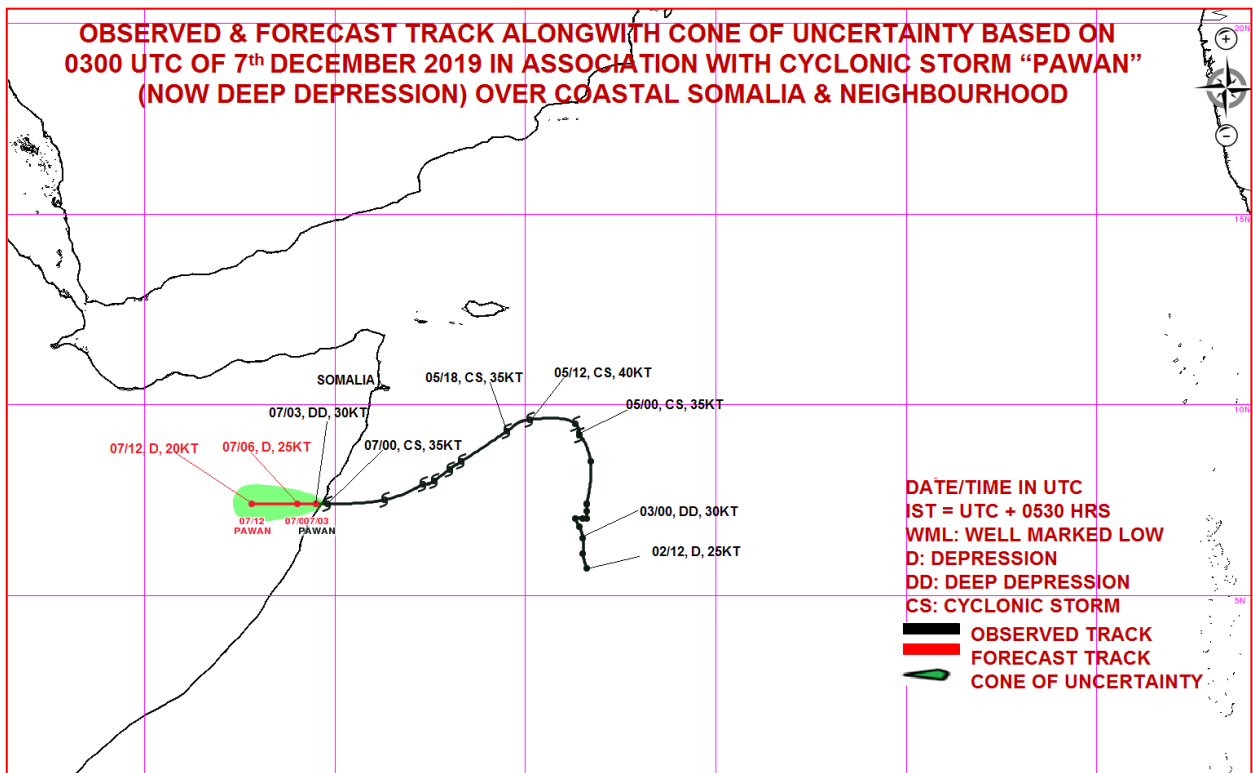 OBSERVED & FORECAST TRACK ALONGWITH CONE OF UNCERTAINTY BASED ON
0300 UTC OF 7th DECEMBER 2019 IN ASSOCIATION WITH CYCLONIC STORM “PAWAN”
(NOW DEEP DEPRESSION) OVER COASTAL SOMALIA & NEIGHBOURHOOD
20N
+
-
15N
SOMALIA
05/18, CS, 35KT
05/12, CS, 40KT
10N
05/00, CS, 35KT
07/03, DD, 30KT
07/12, D, 20KT
07/06, D, 25KT
07/00, CS, 35KT
03/00, DD, 30KT
07/12
PAWAN
07/0007/03
PAWAN
02/12, D, 25KT
DATE/TIME IN UTC
IST = UTC + 0530 HRS
WML: WELL MARKED LOW
D: DEPRESSION
DD: DEEP DEPRESSION
CS: CYCLONIC STORM
5N
OBSERVED TRACK
FORECAST TRACK
CONE OF UNCERTAINTY